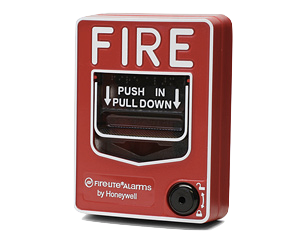 FIRE
PUSH IN
PULL DOWN
FIRE•LITE®ALARMS
by Honeywell